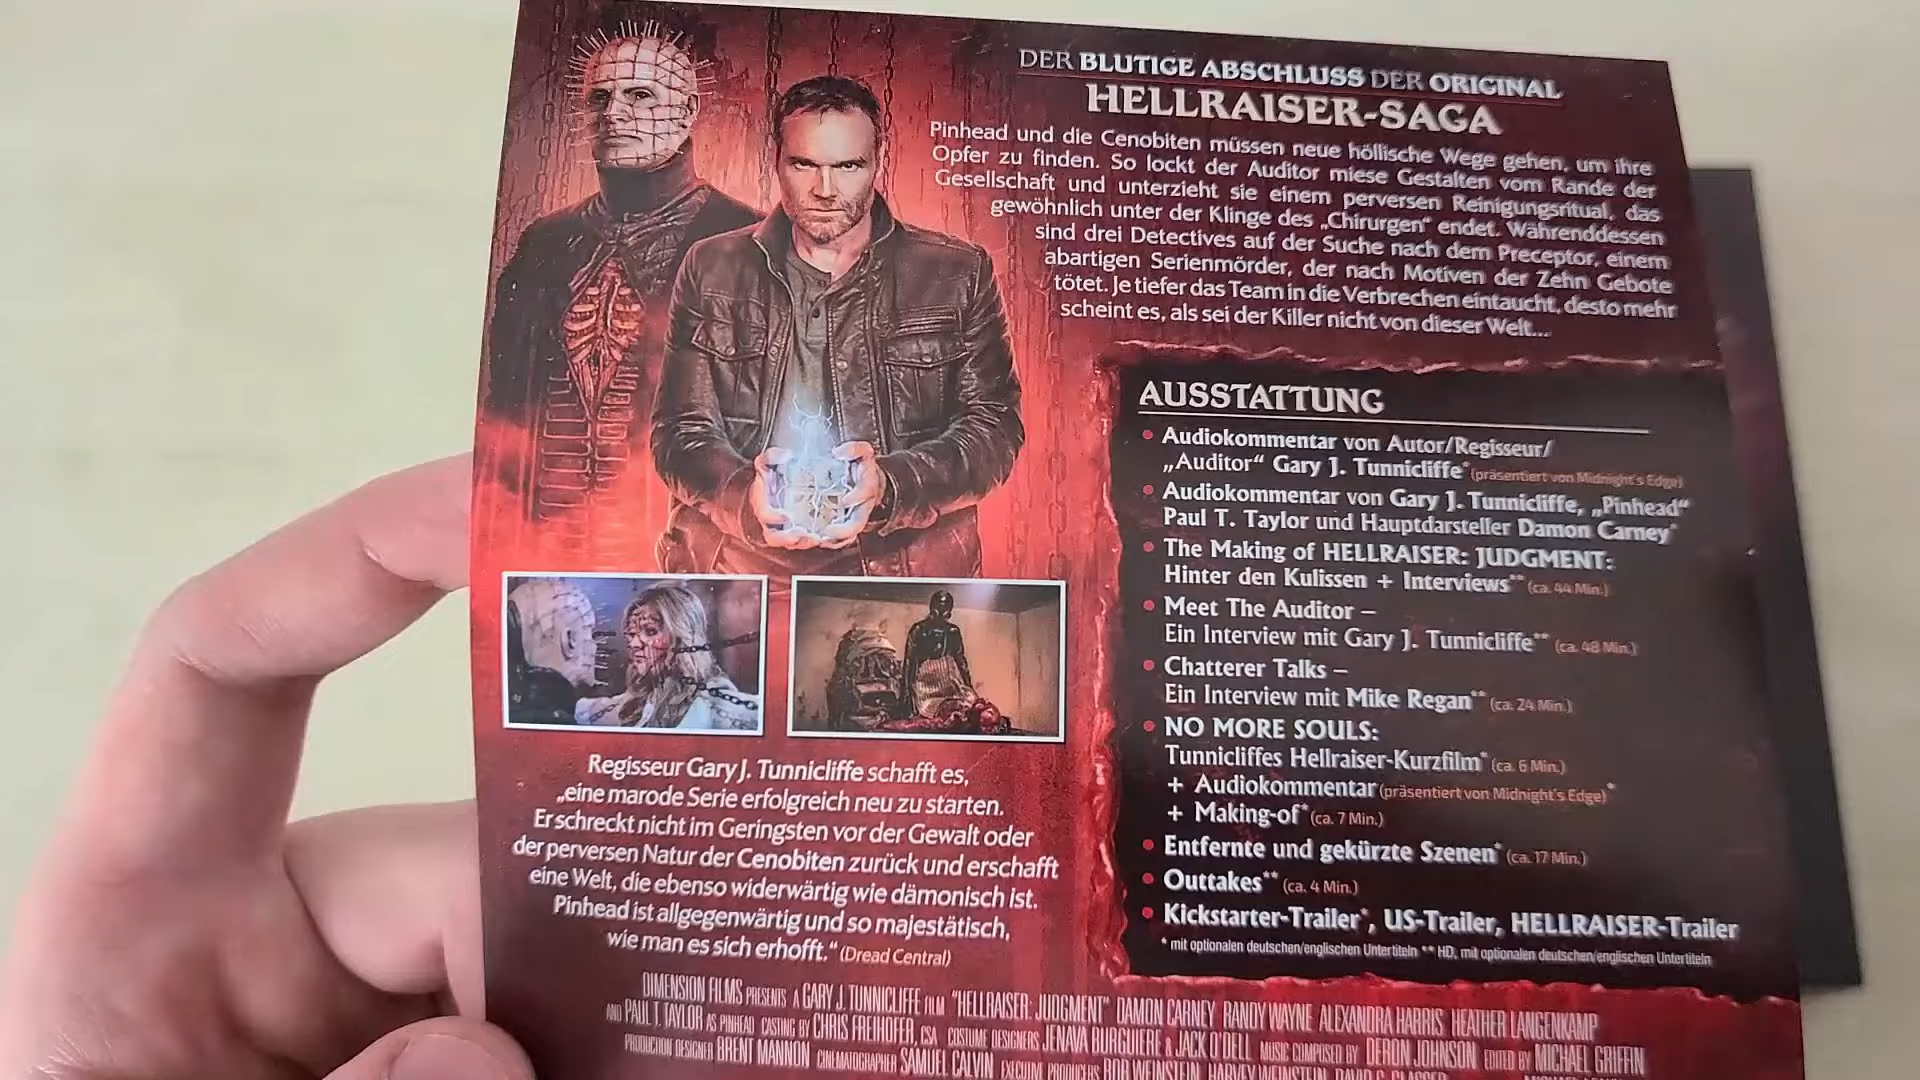 DER BLUTIGE ABSCHLUSS DER ORIGINAL
HELLRAISER-SAGA
Pinhead und die Cenobiten müssen neue höllische Wege gehen, um ihre
Opfer zu finden. So lockt der Auditor miese Gestalten vom Rande der
Gesellschaft und unterzieht sie einem perversen Reinigungsritual, das
gewöhnlich unter der Klinge des „Chirurgen“ endet. Währenddessen
sind drei Detectives auf der Suche nach dem Preceptor, einem
abartigen Serienmörder, der nach Motiven der Zehn Gebote
tötet. Je tiefer das Team in die Verbrechen eintaucht, desto mehr
scheint es, als sei der Killer nicht von dieser Welt...
AUSSTATTUNG
• Audiokommentar von Autor/Regisseur/
„Auditor“ Gary J. Tunnicliffe* (präsentiert von Midnight's Edge)
• Audiokommentar von Gary J. Tunnicliffe, „Pinhead“
Paul T. Taylor und Hauptdarsteller Damon Carney*
• The Making of HELLRAISER: JUDGMENT:
Hinter den Kulissen + Interviews** (ca. 44 Min.)
• Meet The Auditor –
Ein Interview mit Gary J. Tunnicliffe** (ca. 48 Min.)
• Chatterer Talks –
Ein Interview mit Mike Regan** (ca. 24 Min.)
• NO MORE SOULS:
Tunnicliffes Hellraiser-Kurzfilm* (ca. 6 Min.)
+ Audiokommentar (präsentiert von Midnight's Edge)*
+ Making-of* (ca. 7 Min.)
• Entfernte und gekürzte Szenen* (ca. 17 Min.)
• Outtakes** (ca. 4 Min.)
• Kickstarter-Trailer*, US-Trailer, HELLRAISER-Trailer
* mit optionalen deutschen/englischen Untertiteln ** HD, mit optionalen deutschen/englischen Untertiteln
Regisseur Gary J. Tunnicliffe schafft es,
„eine marode Serie erfolgreich neu zu starten.
Er schreckt nicht im Geringsten vor der Gewalt oder
der perversen Natur der Cenobiten zurück und erschafft
eine Welt, die ebenso widerwärtig wie dämonisch ist.
Pinhead ist allgegenwärtig und so majestätisch,
wie man es sich erhofft.“ (Dread Central)
DIMENSION FILMS PRESENTS A GARY J. TUNNICLIFFE FILM "HELLRAISER: JUDGMENT" DAMON CARNEY RANDY WAYNE ALEXANDRA HARRIS HEATHER LANGENKAMP
AND PAUL T. TAYLOR AS PINHEAD CASTING BY CHRIS FREIHOFER, CSA COSTUME DESIGNERS JENAVA BURGUIERE & JACK O'DELL MUSIC COMPOSED BY DERON JOHNSON EDITED BY MICHAEL GRIFFIN
PRODUCTION DESIGNER BRENT MANNON CINEMATOGRAPHER SAMUEL CALVIN EXECUTIVE PRODUCERS BOB WEINSTEIN, HARVEY WEINSTEIN, DAVID C. GLASSER